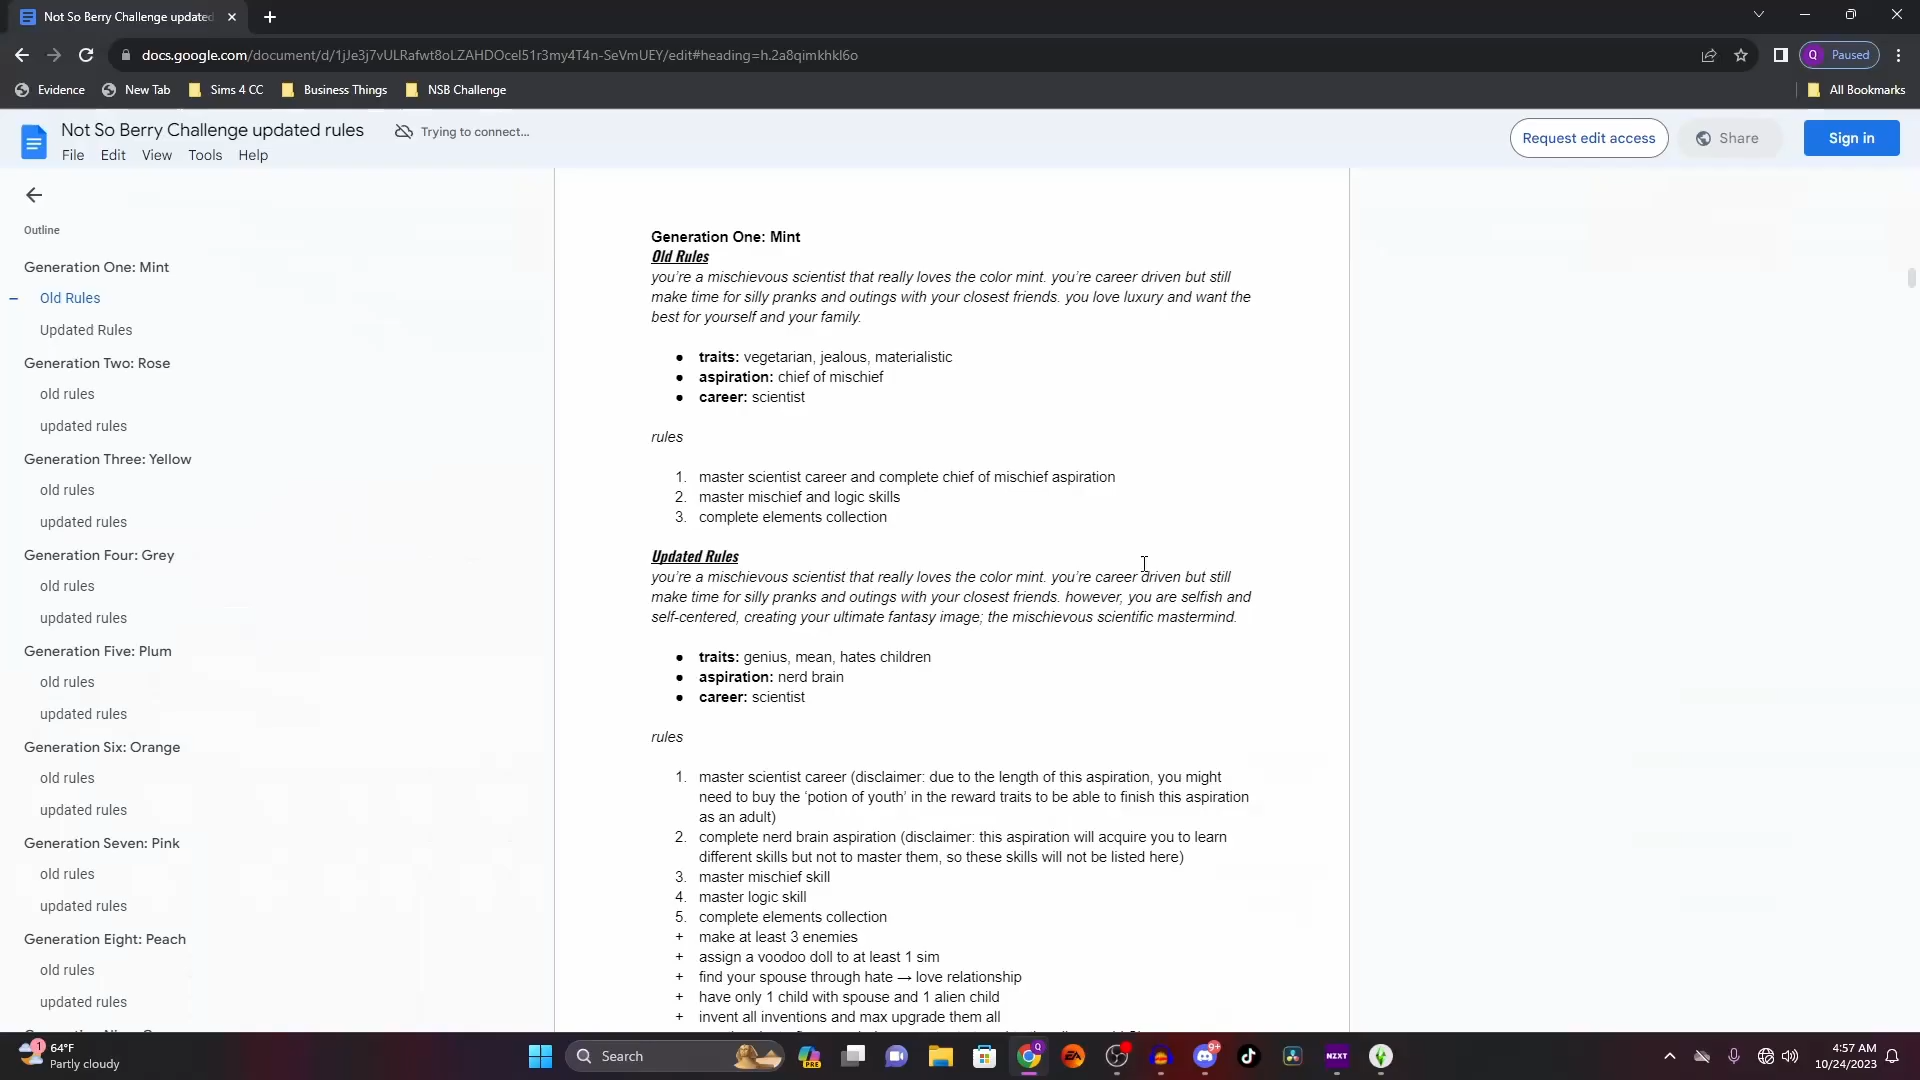 Not So Berry Challenge updated
docs.google.com/document/d/1jJe3j7vULRafwt8oLZAHDOcel51r3my4T4n-SeVmUEY/edit#heading=h.2a8qimkhkl6o
Q Paused
Evidence New Tab Sims 4 CC Business Things NSB Challenge All Bookmarks
Not So Berry Challenge updated rules Trying to connect...
File Edit View Tools Help
Request edit access Share Sign in
Outline
Generation One: Mint
Old Rules
Updated Rules
Generation Two: Rose
old rules
updated rules
Generation Three: Yellow
old rules
updated rules
Generation Four: Grey
old rules
updated rules
Generation Five: Plum
old rules
updated rules
Generation Six: Orange
old rules
updated rules
Generation Seven: Pink
old rules
updated rules
Generation Eight: Peach
old rules
updated rules
Generation One: Mint
Old Rules
you're a mischievous scientist that really loves the color mint. you're career driven but still
make time for silly pranks and outings with your closest friends. you love luxury and want the
best for yourself and your family.
● traits: vegetarian, jealous, materialistic
● aspiration: chief of mischief
● career: scientist
rules
1. master scientist career and complete chief of mischief aspiration
2. master mischief and logic skills
3. complete elements collection
Updated Rules
you're a mischievous scientist that really loves the color mint. you're career driven but still
make time for silly pranks and outings with your closest friends. however, you are selfish and
self-centered, creating your ultimate fantasy image; the mischievous scientific mastermind.
● traits: genius, mean, hates children
● aspiration: nerd brain
● career: scientist
rules
1. master scientist career (disclaimer: due to the length of this aspiration, you might
need to buy the ‘potion of youth’ in the reward traits to be able to finish this aspiration
as an adult)
2. complete nerd brain aspiration (disclaimer: this aspiration will acquire you to learn
different skills but not to master them, so these skills will not be listed here)
3. master mischief skill
4. master logic skill
5. complete elements collection
+ make at least 3 enemies
+ assign a voodoo doll to at least 1 sim
+ find your spouse through hate → love relationship
+ have only 1 child with spouse and 1 alien child
+ invent all inventions and max upgrade them all
1
64°F
Partly cloudy
Search
PRE
Q
EA
9+
NZXT
4:57 AM
10/24/2023